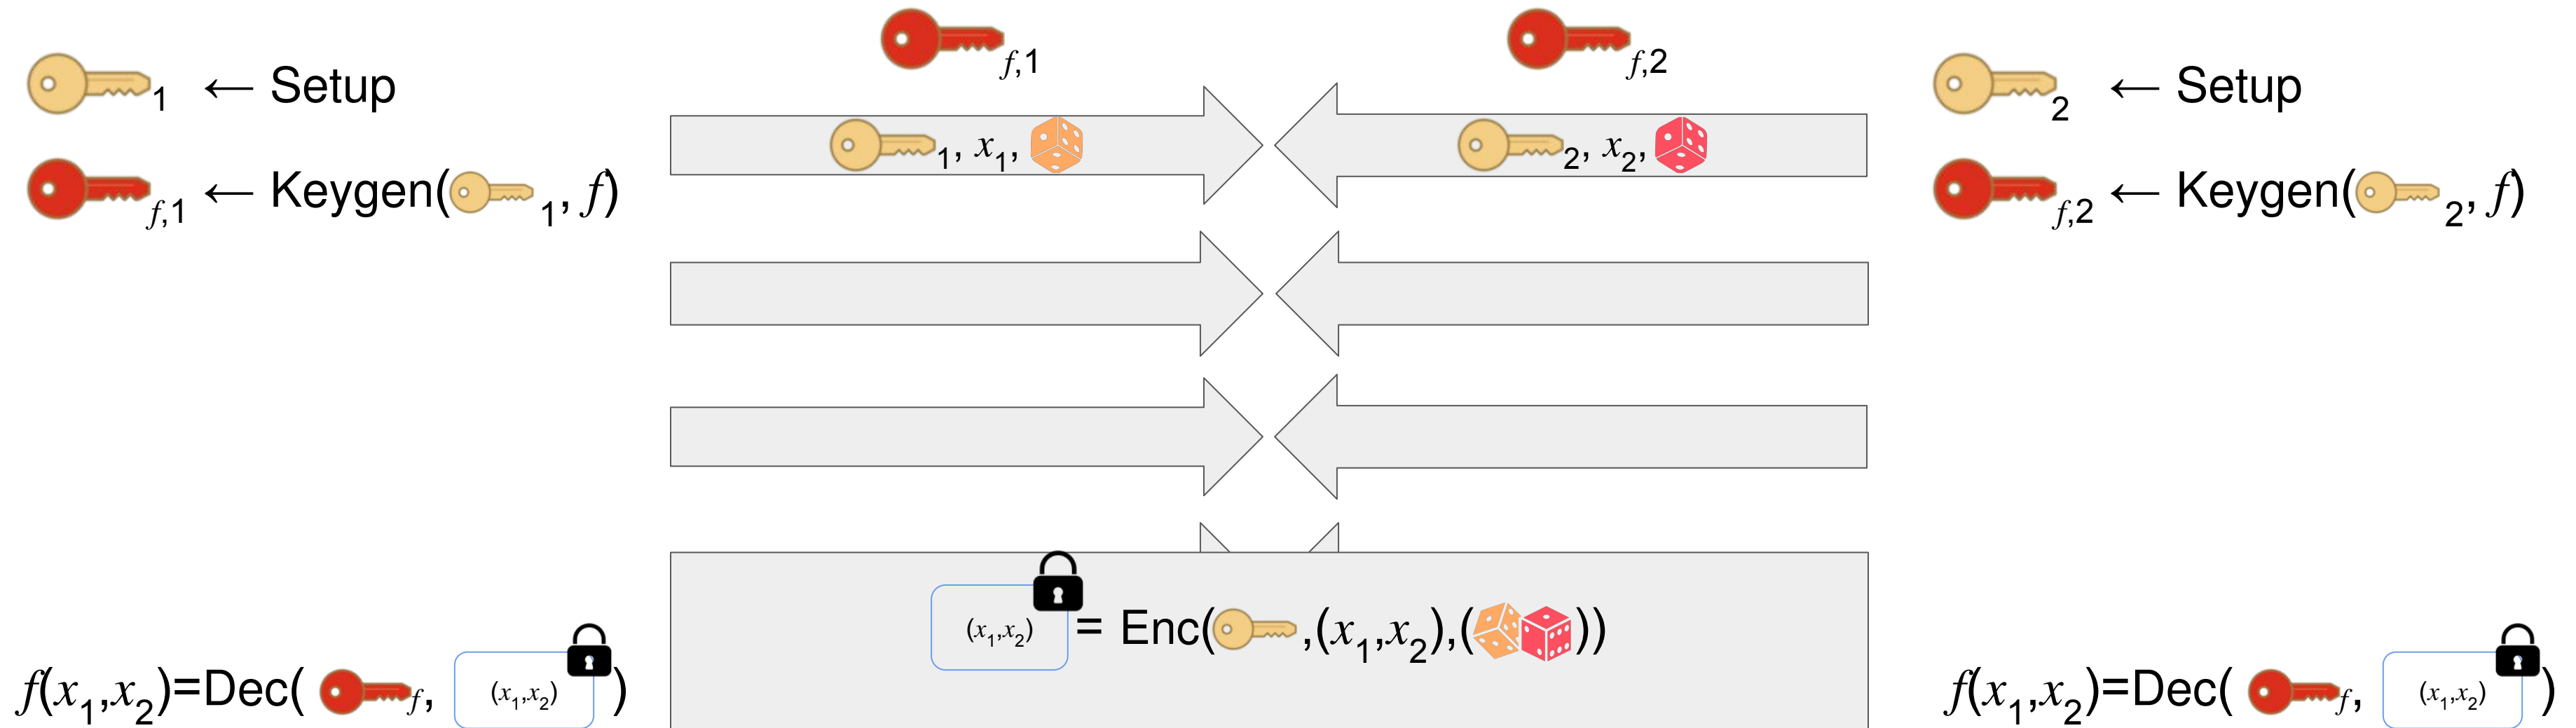 f,1
f,2
1 ← Setup
2 ← Setup
1, x1,
2, x2,
f,1 ← Keygen( 1, f)
f,2 ← Keygen( 2, f)
(x1,x2) = Enc( ,(x1,x2),( ))
f(x1,x2)=Dec( f, (x1,x2) )
f(x1,x2)=Dec( f, (x1,x2) )